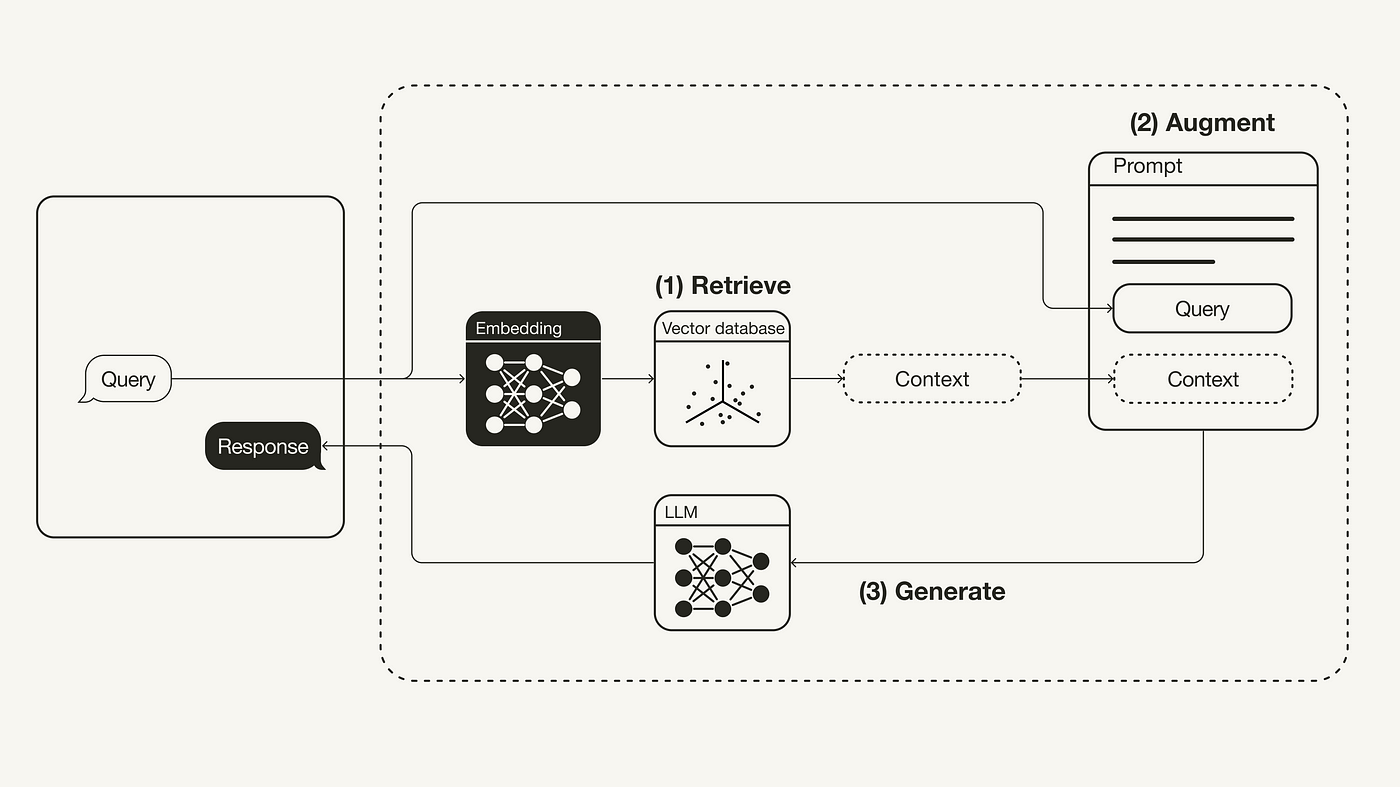 (2) Augment
Prompt
Query
Context
(1) Retrieve
Embedding
Vector database
Context
Query
Response
LLM
(3) Generate